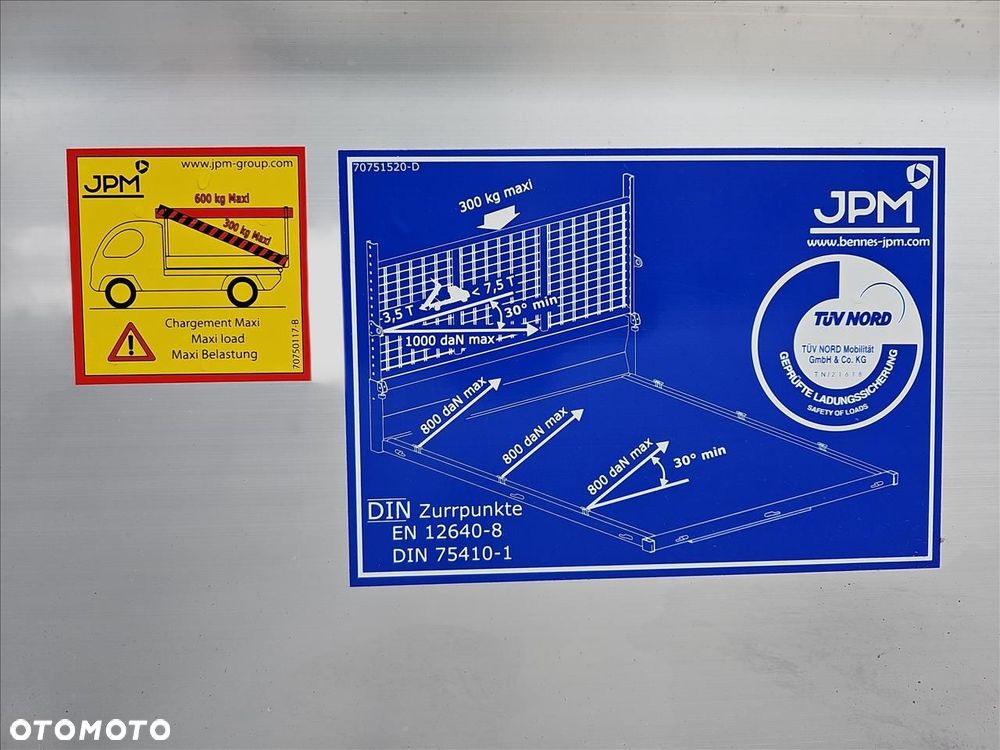 JPM
www.jpm-group.com
600 kg Maxi
300 kg Maxi
Chargement Maxi
Maxi load
Maxi Belastung
70750117-B
70751520-D
300 kg maxi
JPM
www.bennes-jpm.com
3,5 T < 7,5 T
30° min
1000 daN max
TÜV NORD
TÜV NORD Mobilität
GmbH & Co. KG
TN/21618
GEPRÜFTE LADUNGSSICHERUNG
SAFETY OF LOADS
800 daN max
800 daN max
800 daN max
30° min
DIN Zurrpunkte
EN 12640-8
DIN 75410-1
OTOMOTO